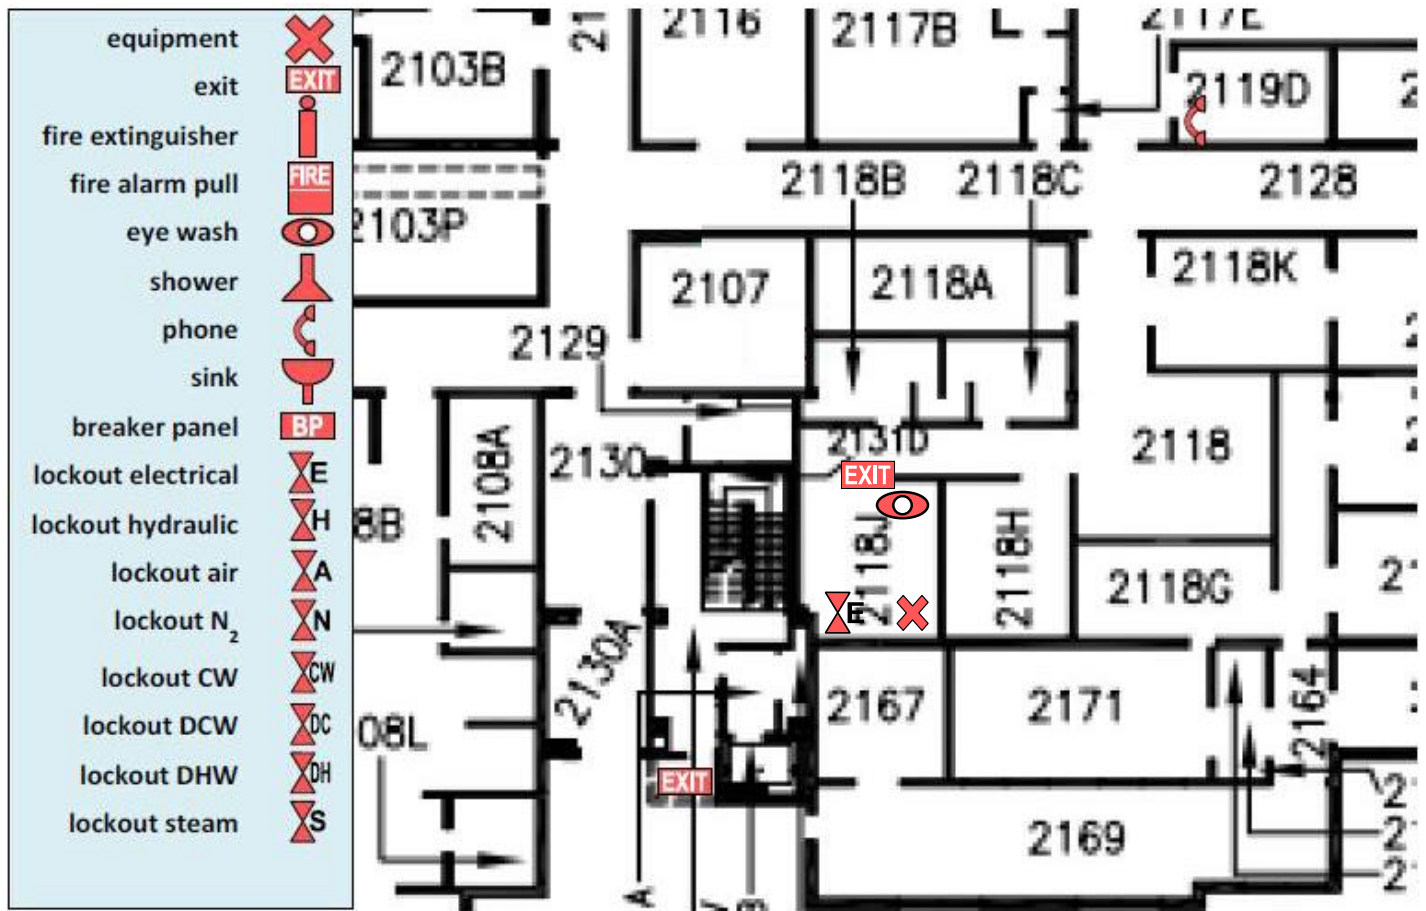 equipment
exit EXIT
fire extinguisher
fire alarm pull FIRE
eye wash
shower
phone
sink
breaker panel BP
lockout electrical E
lockout hydraulic H
lockout air A
lockout N2 N
lockout CW CW
lockout DCW DC
lockout DHW DH
lockout steam S
2116
2117B
2117E
2103B
2119D
2118B
2118C
2128
2103P
2107
2118A
2118K
2129
2131D
2130
2108A
2118
EXIT
8B
2118J
2118H
2118G
E
2130A
2167
2171
2164
08L
EXIT
2169
A